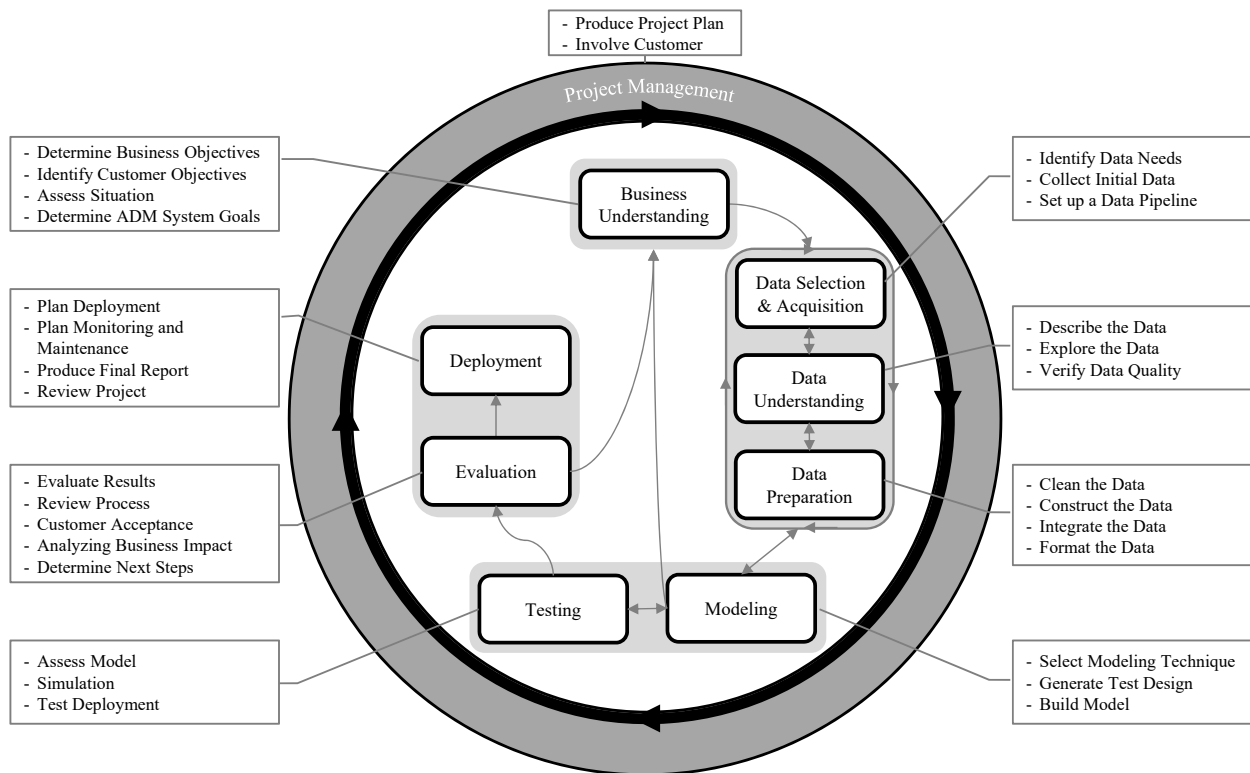 - Produce Project Plan
- Involve Customer
Project Management
- Determine Business Objectives
- Identify Customer Objectives
- Assess Situation
- Determine ADM System Goals
Business
Understanding
- Identify Data Needs
- Collect Initial Data
- Set up a Data Pipeline
Data Selection
& Acquisition
- Plan Deployment
- Plan Monitoring and
Maintenance
- Produce Final Report
- Review Project
Deployment
Data
Understanding
- Describe the Data
- Explore the Data
- Verify Data Quality
- Evaluate Results
- Review Process
- Customer Acceptance
- Analyzing Business Impact
- Determine Next Steps
Evaluation
Data
Preparation
- Clean the Data
- Construct the Data
- Integrate the Data
- Format the Data
Testing
Modeling
- Assess Model
- Simulation
- Test Deployment
- Select Modeling Technique
- Generate Test Design
- Build Model